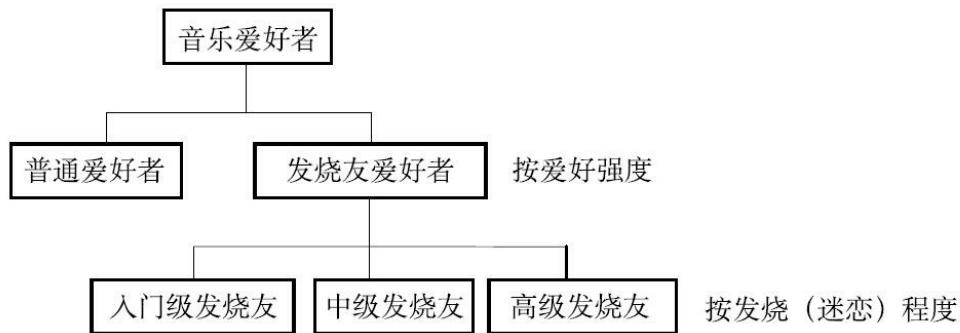 音乐爱好者
普通爱好者 发烧友爱好者 按爱好强度
入门级发烧友 中级发烧友 高级发烧友 按发烧（迷恋）程度